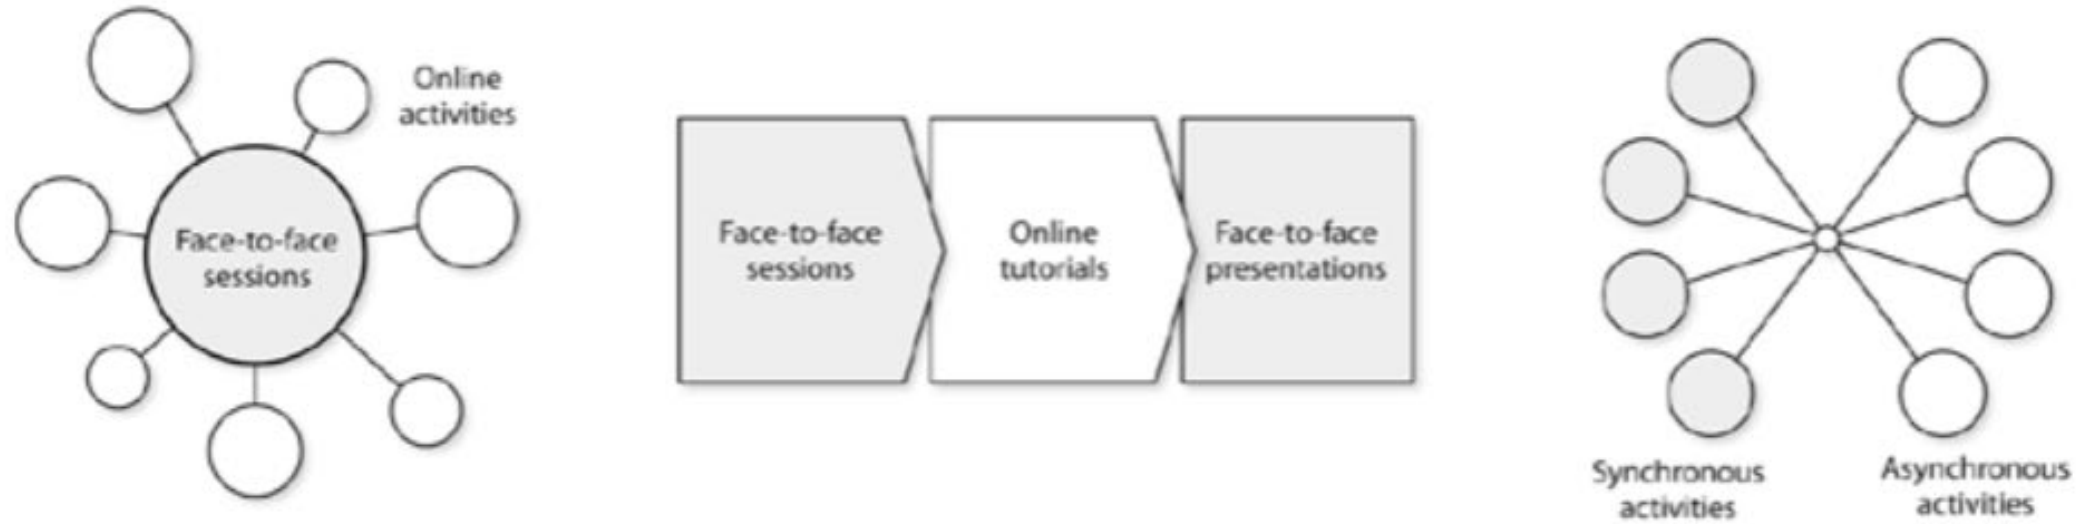 Online
activities
Face-to-face
sessions
Face-to-face
sessions
Online
tutorials
Face-to-face
presentations
Synchronous
activities
Asynchronous
activities